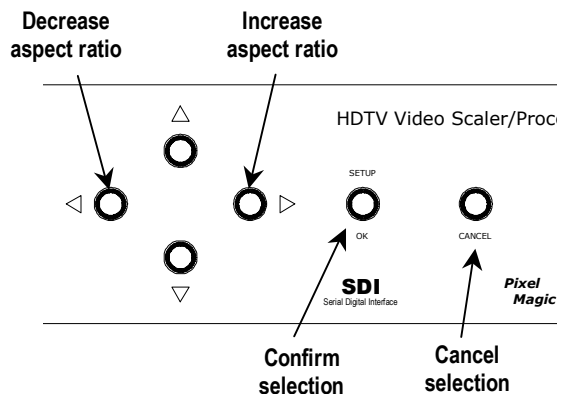 Decrease
aspect ratio
Increase
aspect ratio
HDTV Video Scaler/Proc
SETUP
OK
CANCEL
SDI
Serial Digital Interface
Pixel
Magic
Confirm
selection
Cancel
selection